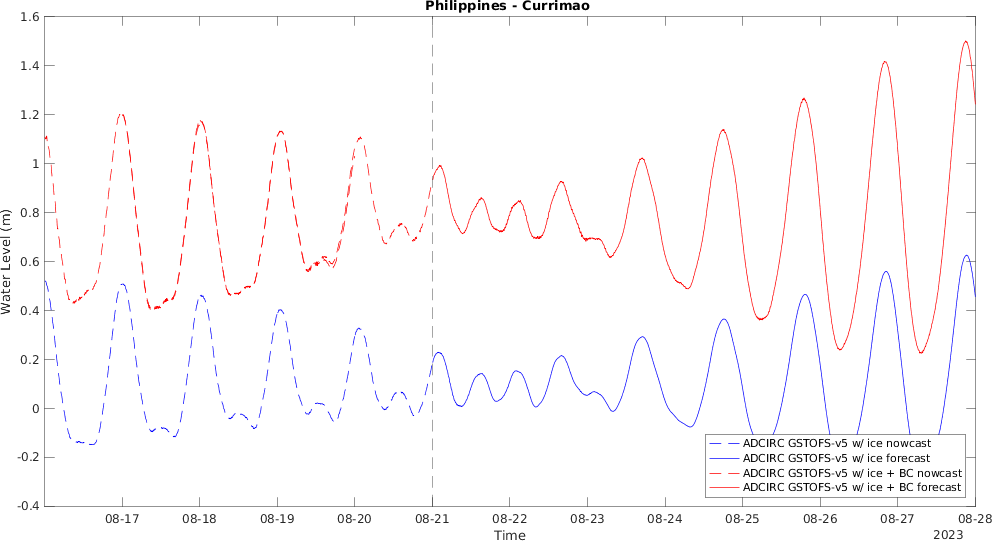 Philippines - Currimao
1.6
1.4
1.2
1
0.8
0.6
0.4
0.2
0
-0.2
-0.4
Water Level (m)
ADCIRC GSTOFS-v5 w/ ice nowcast
ADCIRC GSTOFS-v5 w/ ice forecast
ADCIRC GSTOFS-v5 w/ ice + BC nowcast
ADCIRC GSTOFS-v5 w/ ice + BC forecast
08-17 08-18 08-19 08-20 08-21 08-22 08-23 08-24 08-25 08-26 08-27 08-28
Time
2023